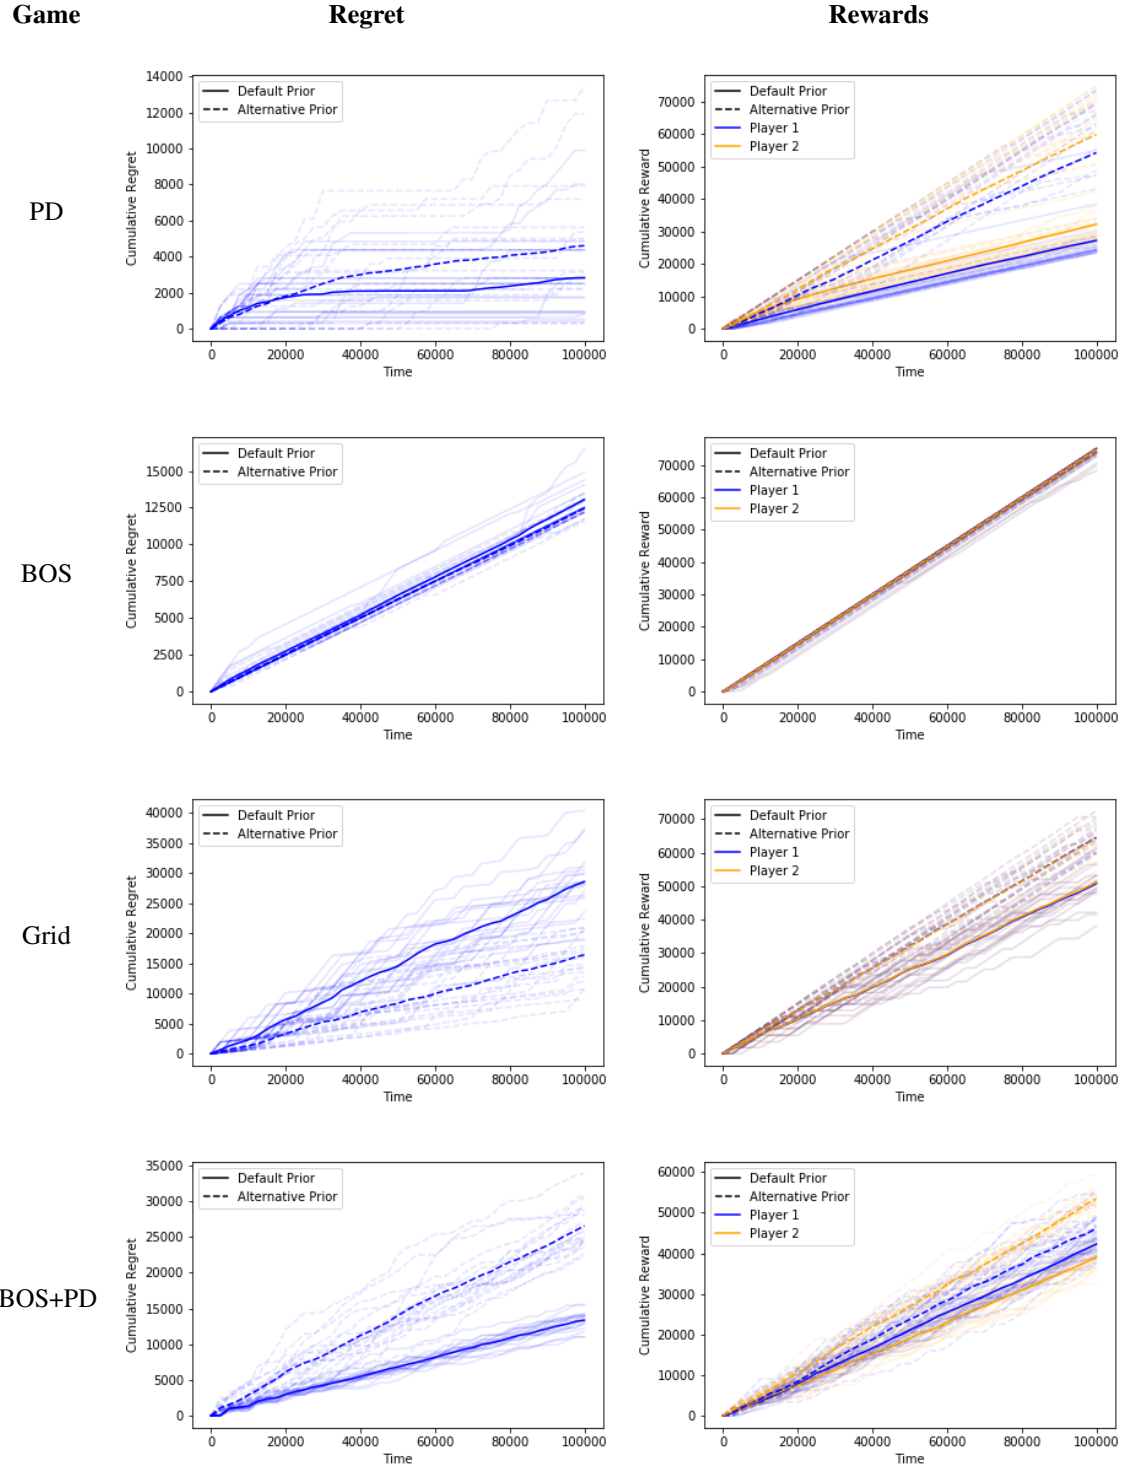 Game Regret Rewards
PD
14000
12000
10000
8000
6000
4000
2000
0
Cumulative Regret
Default Prior
Alternative Prior
0 20000 40000 60000 80000 100000
Time
70000
60000
50000
40000
30000
20000
10000
0
Cumulative Reward
Default Prior
Alternative Prior
Player 1
Player 2
0 20000 40000 60000 80000 100000
Time
BOS
15000
12500
10000
7500
5000
2500
0
Cumulative Regret
Default Prior
Alternative Prior
0 20000 40000 60000 80000 100000
Time
70000
60000
50000
40000
30000
20000
10000
0
Cumulative Reward
Default Prior
Alternative Prior
Player 1
Player 2
0 20000 40000 60000 80000 100000
Time
Grid
40000
35000
30000
25000
20000
15000
10000
5000
0
Cumulative Regret
Default Prior
Alternative Prior
0 20000 40000 60000 80000 100000
Time
70000
60000
50000
40000
30000
20000
10000
0
Cumulative Reward
Default Prior
Alternative Prior
Player 1
Player 2
0 20000 40000 60000 80000 100000
Time
BOS+PD
35000
30000
25000
20000
15000
10000
5000
0
Cumulative Regret
Default Prior
Alternative Prior
0 20000 40000 60000 80000 100000
Time
60000
50000
40000
30000
20000
10000
0
Cumulative Reward
Default Prior
Alternative Prior
Player 1
Player 2
0 20000 40000 60000 80000 100000
Time